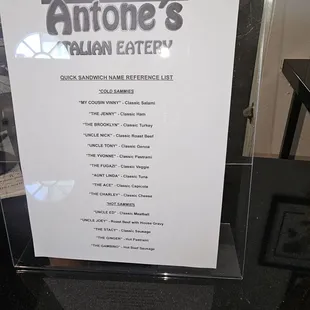 Antone's
ITALIAN EATERY
QUICK SANDWICH NAME REFERENCE LIST
*COLD SAMMIES
"MY COUSIN VINNY" - Classic Salami
"THE JENNY" - Classic Ham
"THE BROOKLYN" - Classic Turkey
"UNCLE NICK" - Classic Roast Beef
"UNCLE TONY" - Classic Genoa
"THE YVONNE" - Classic Pastrami
"THE FUGAZI" - Classic Veggie
"AUNT LINDA" - Classic Tuna
"THE ACE" - Classic Capicola
"THE CHARLEY" - Classic Cheese
*HOT SAMMIES
"UNCLE ED" - Classic Meatball
"UNCLE JOEY" - Roast Beef with House Gravy
"THE STACY" - Classic Sausage
"THE GINGER" - Hot Pastrami
"THE GAMBINO" - Hot Beef Sausage